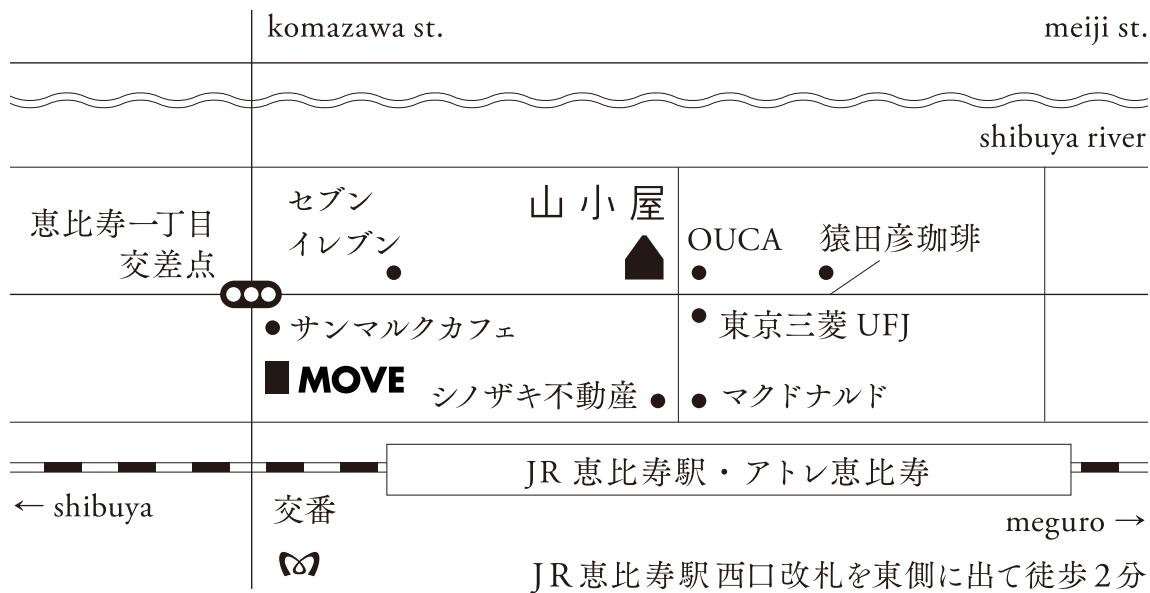 komazawa st.
meiji st.
shibuya river
恵比寿一丁目
交差点
セブン
イレブン
山小屋
OUCA
猿田彦珈琲
サンマルクカフェ
東京三菱 UFJ
MOVE
シノザキ不動産
マクドナルド
JR 恵比寿駅・アトレ恵比寿
← shibuya
交番
meguro →
JR恵比寿駅西口改札を東側に出て徒歩2分